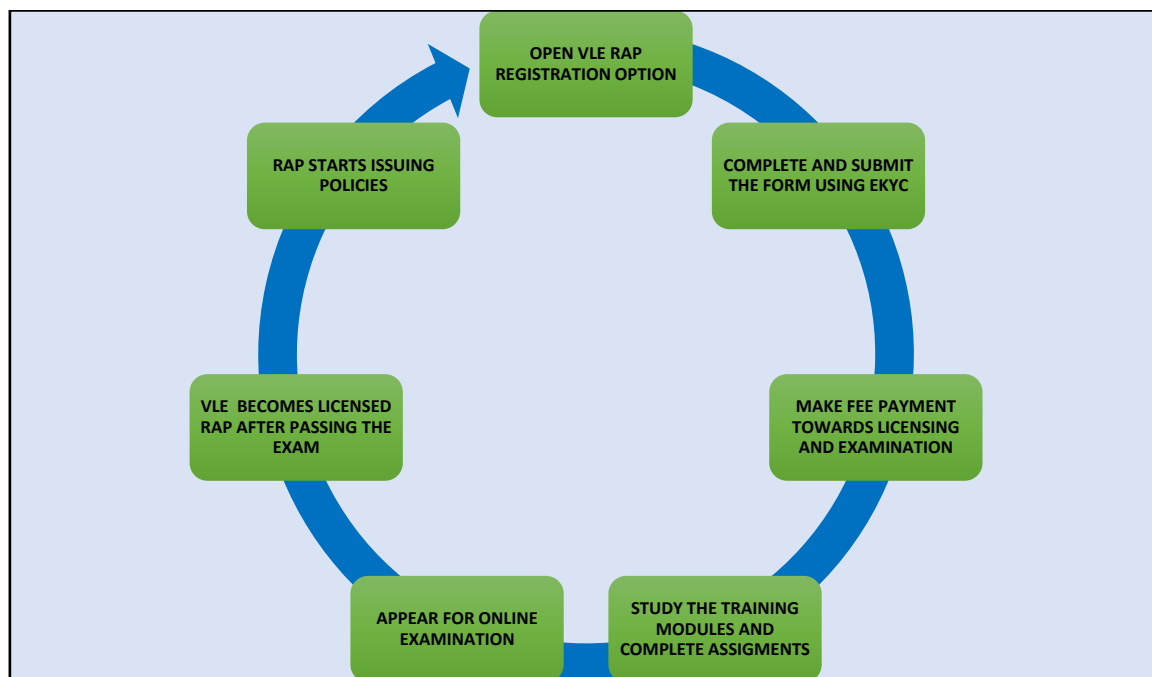 OPEN VLE RAP
REGISTRATION OPTION
COMPLETE AND SUBMIT
THE FORM USING EKYC
MAKE FEE PAYMENT
TOWARDS LICENSING
AND EXAMINATION
STUDY THE TRAINING
MODULES AND
COMPLETE ASSIGMENTS
APPEAR FOR ONLINE
EXAMINATION
VLE BECOMES LICENSED
RAP AFTER PASSING THE
EXAM
RAP STARTS ISSUING
POLICIES